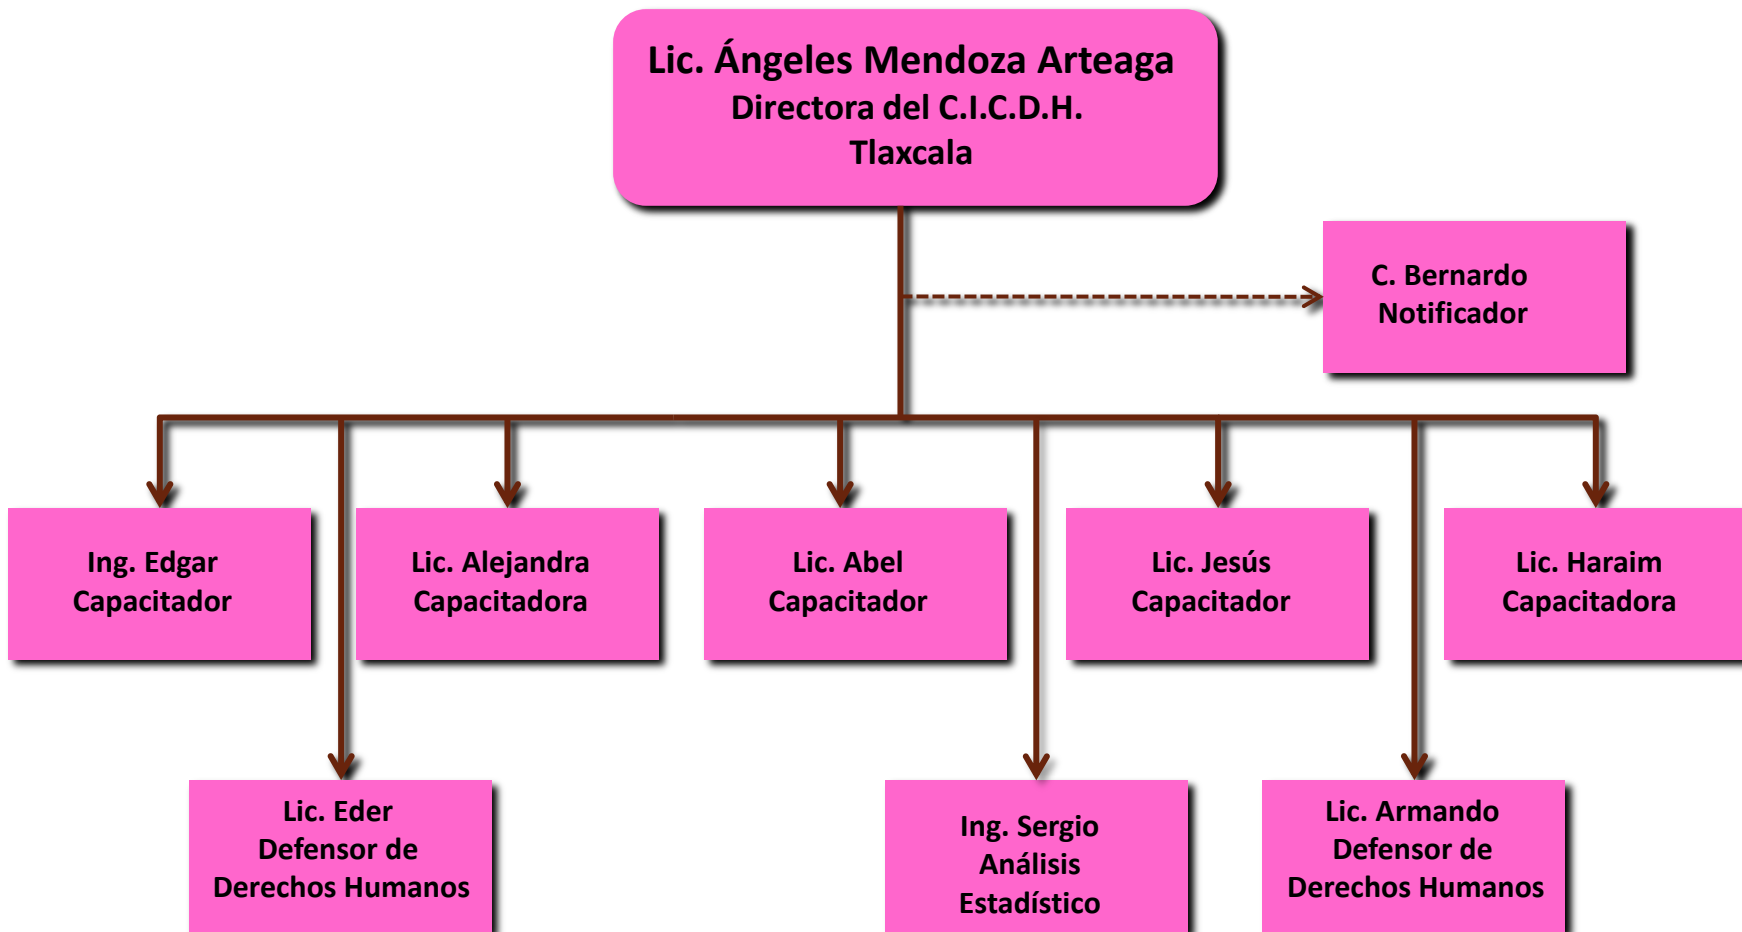 Lic. Ángeles Mendoza Arteaga
Directora del C.I.C.D.H.
Tlaxcala
C. Bernardo
Notificador
Ing. Edgar
Capacitador
Lic. Alejandra
Capacitadora
Lic. Abel
Capacitador
Lic. Jesús
Capacitador
Lic. Haraim
Capacitadora
Lic. Eder
Defensor de
Derechos Humanos
Ing. Sergio
Análisis
Estadístico
Lic. Armando
Defensor de
Derechos Humanos